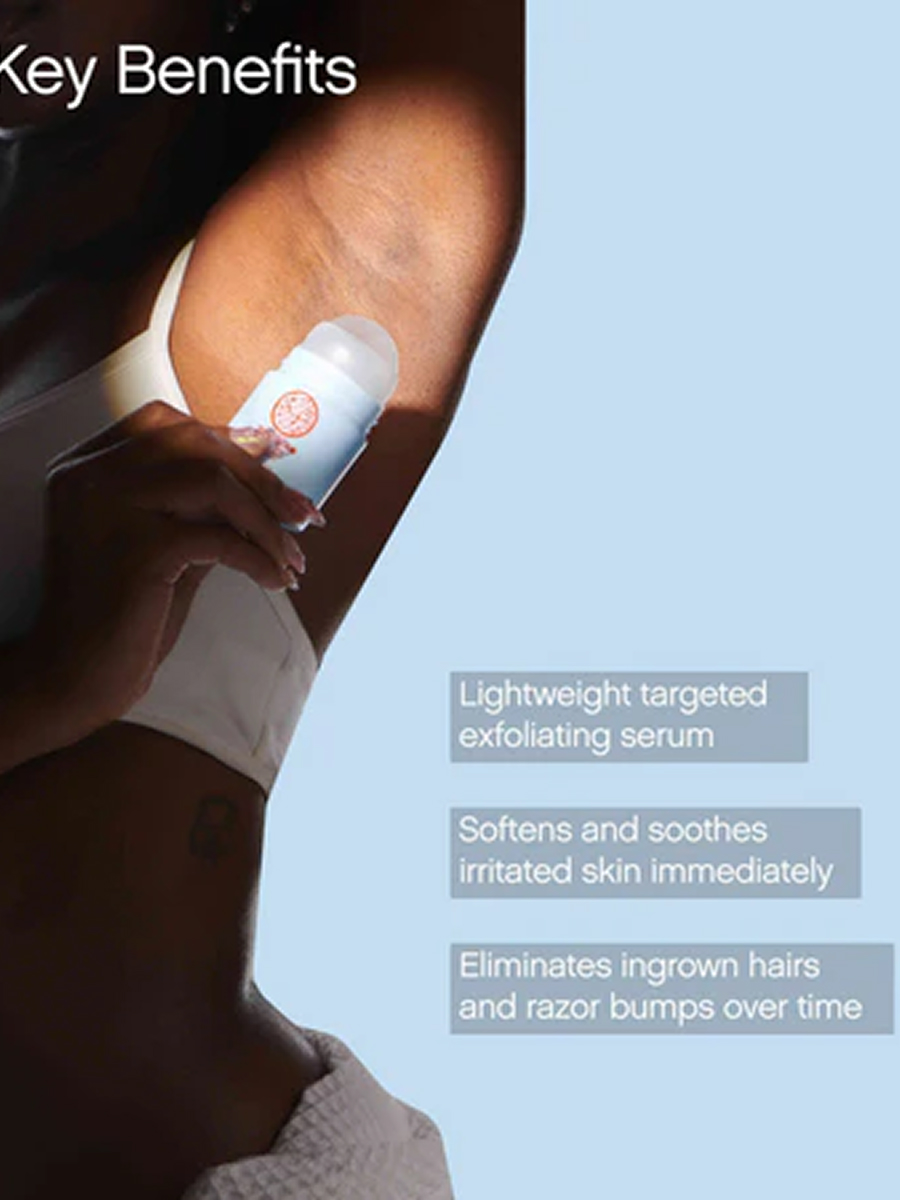 Key Benefits
Lightweight targeted
exfoliating serum
Softens and soothes
irritated skin immediately
Eliminates ingrown hairs
and razor bumps over time